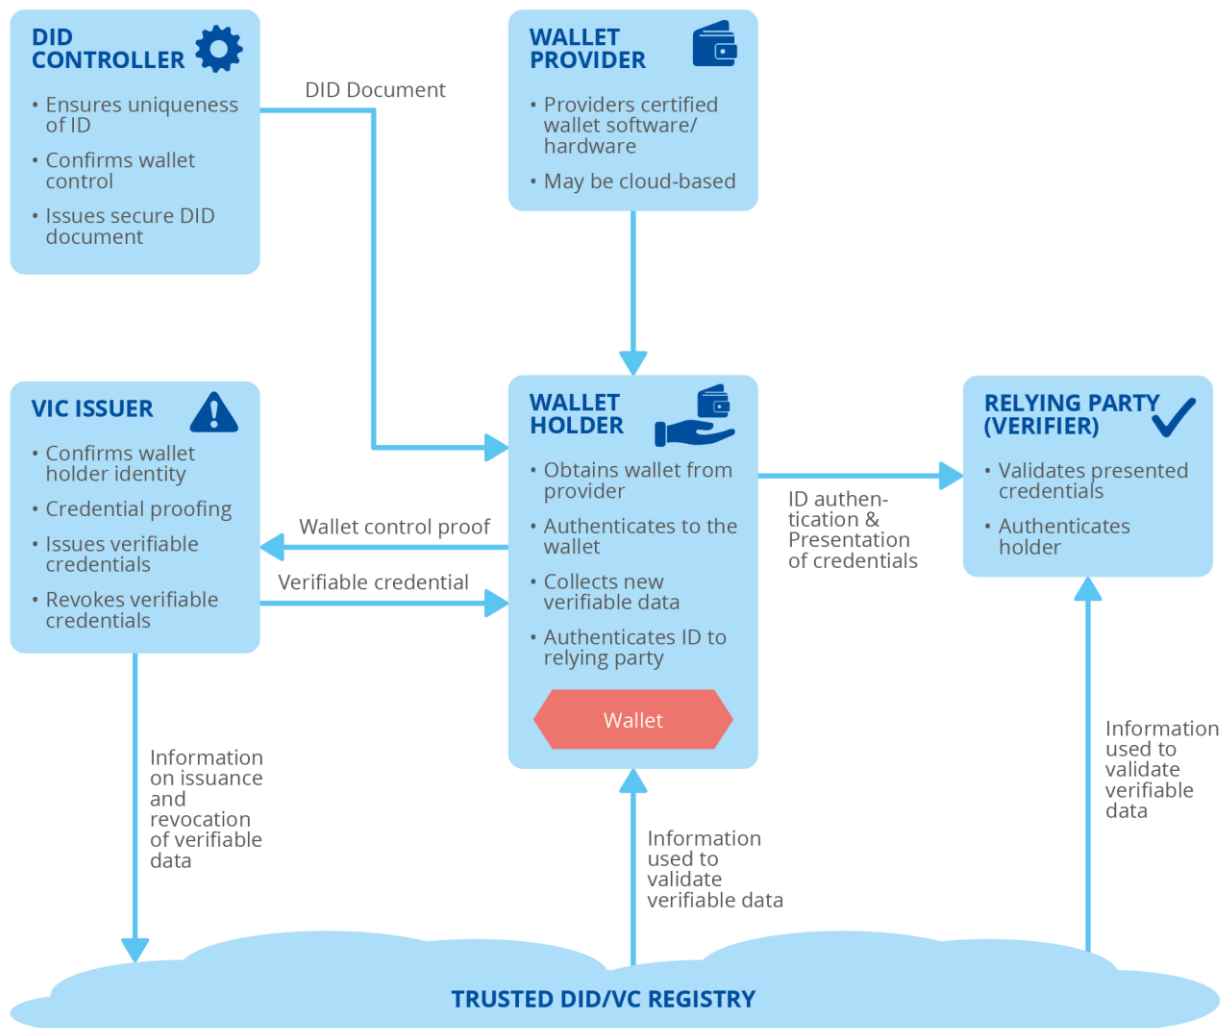 DID
CONTROLLER
• Ensures uniqueness
of ID
• Confirms wallet
control
• Issues secure DID
document
DID Document
WALLET
PROVIDER
• Providers certified
wallet software/
hardware
• May be cloud-based
VIC ISSUER
• Confirms wallet
holder identity
• Credential proofing
• Issues verifiable
credentials
• Revokes verifiable
credentials
Wallet control proof
Verifiable credential
WALLET
HOLDER
• Obtains wallet from
provider
• Authenticates to the
wallet
• Collects new
verifiable data
• Authenticates ID to
relying party
Wallet
ID authen-
tication &
Presentation
of credentials
RELYING PARTY
(VERIFIER)
• Validates presented
credentials
• Authenticates
holder
Information
on issuance
and
revocation
of verifiable
data
Information
used to
validate
verifiable data
Information
used to
validate
verifiable
data
TRUSTED DID/VC REGISTRY